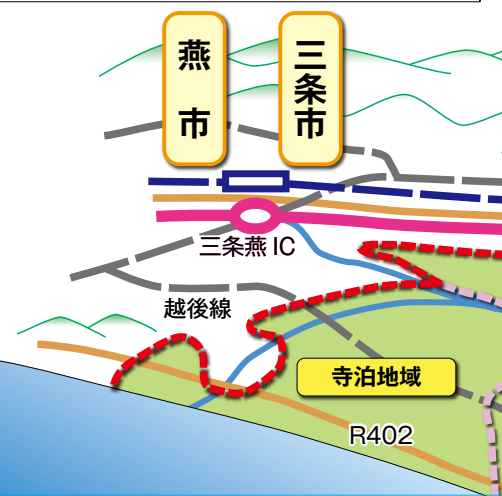 燕市
三条市
三条燕 IC
越後線
寺泊地域
R402